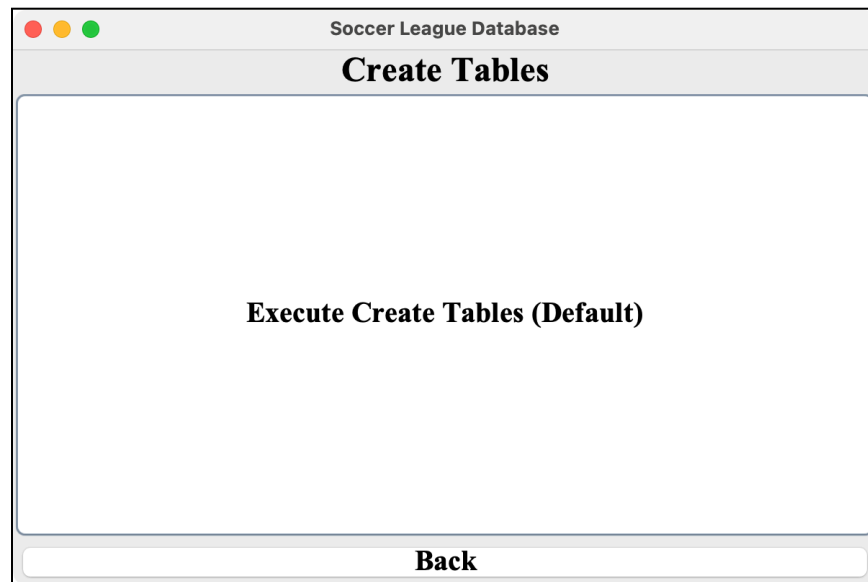 Soccer League Database
Create Tables
Execute Create Tables (Default)
Back